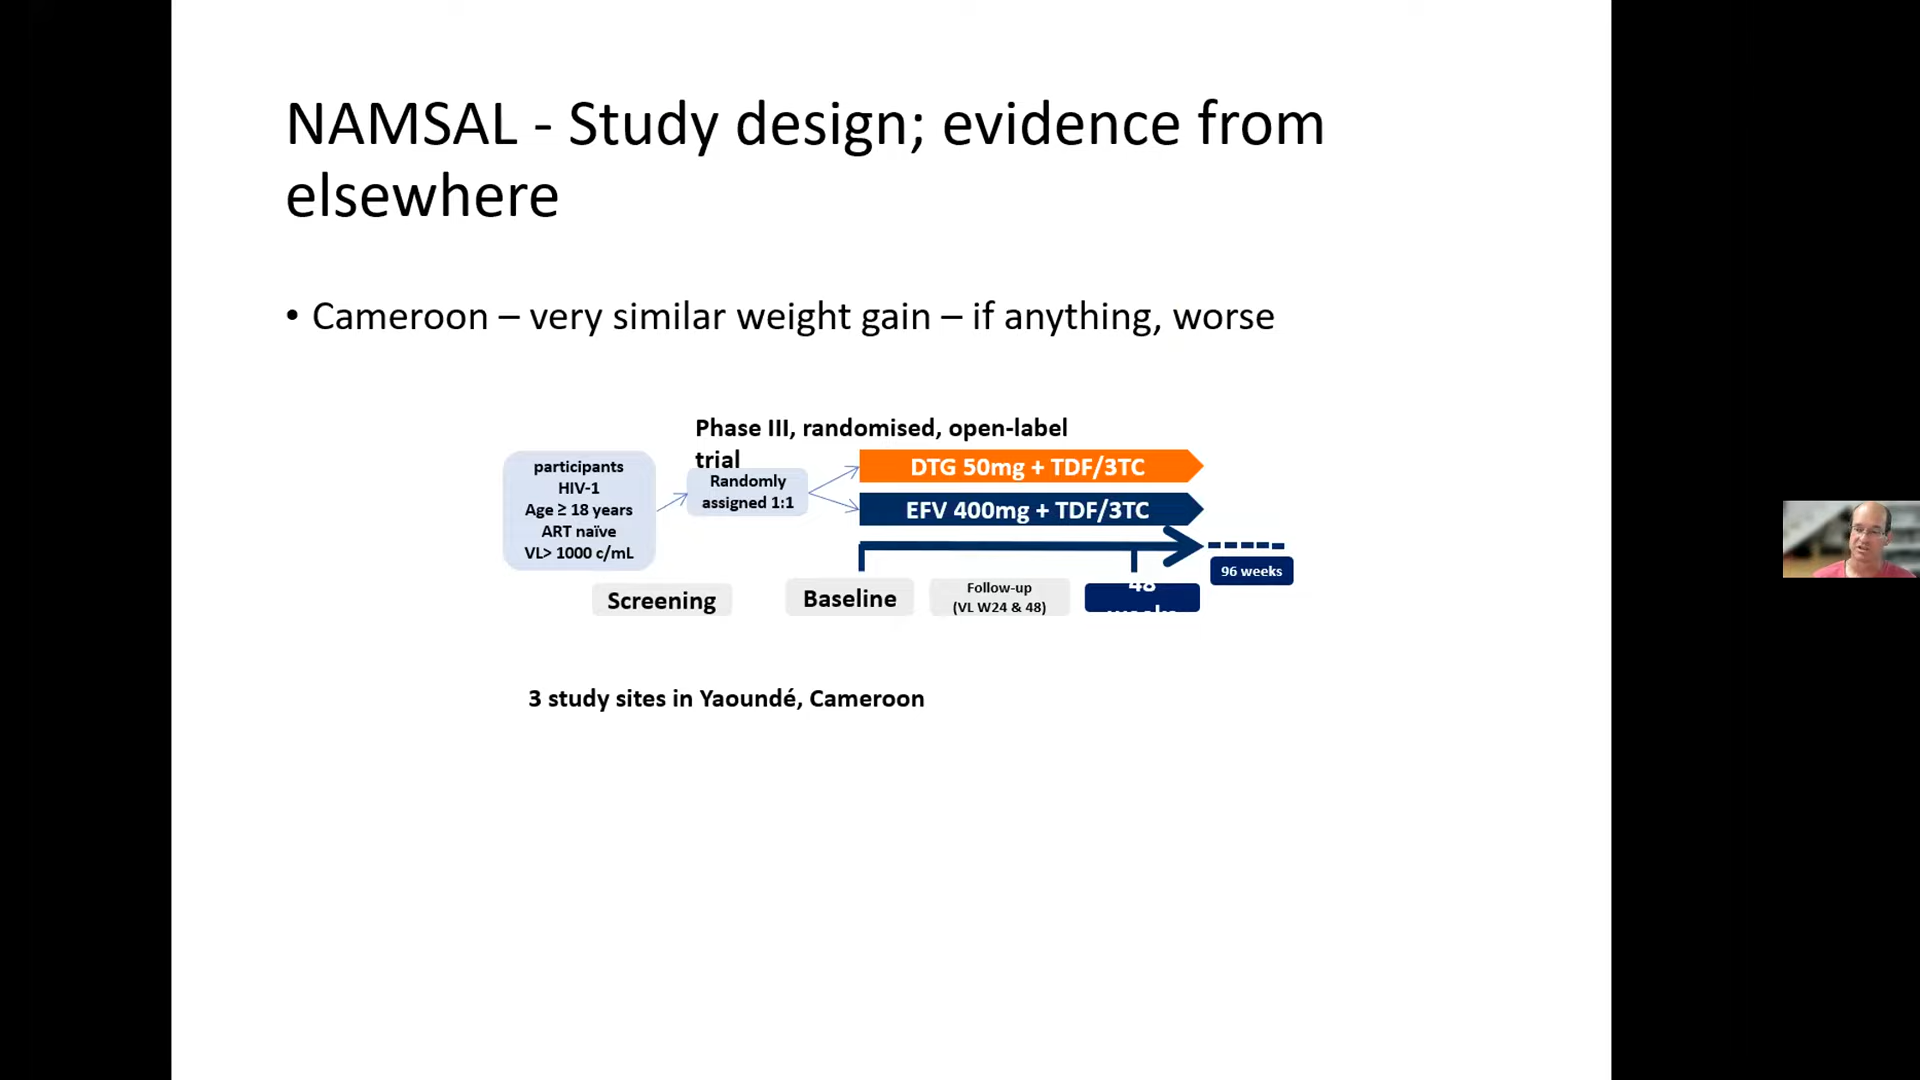 NAMSAL - Study design; evidence from
elsewhere
• Cameroon – very similar weight gain – if anything, worse
Phase III, randomised, open-label
trial
participants
HIV-1
Age ≥ 18 years
ART naïve
VL> 1000 c/mL
Randomly
assigned 1:1
DTG 50mg + TDF/3TC
EFV 400mg + TDF/3TC
96 weeks
Screening
Baseline
Follow-up
(VL W24 & 48)
48
weeks
3 study sites in Yaoundé, Cameroon